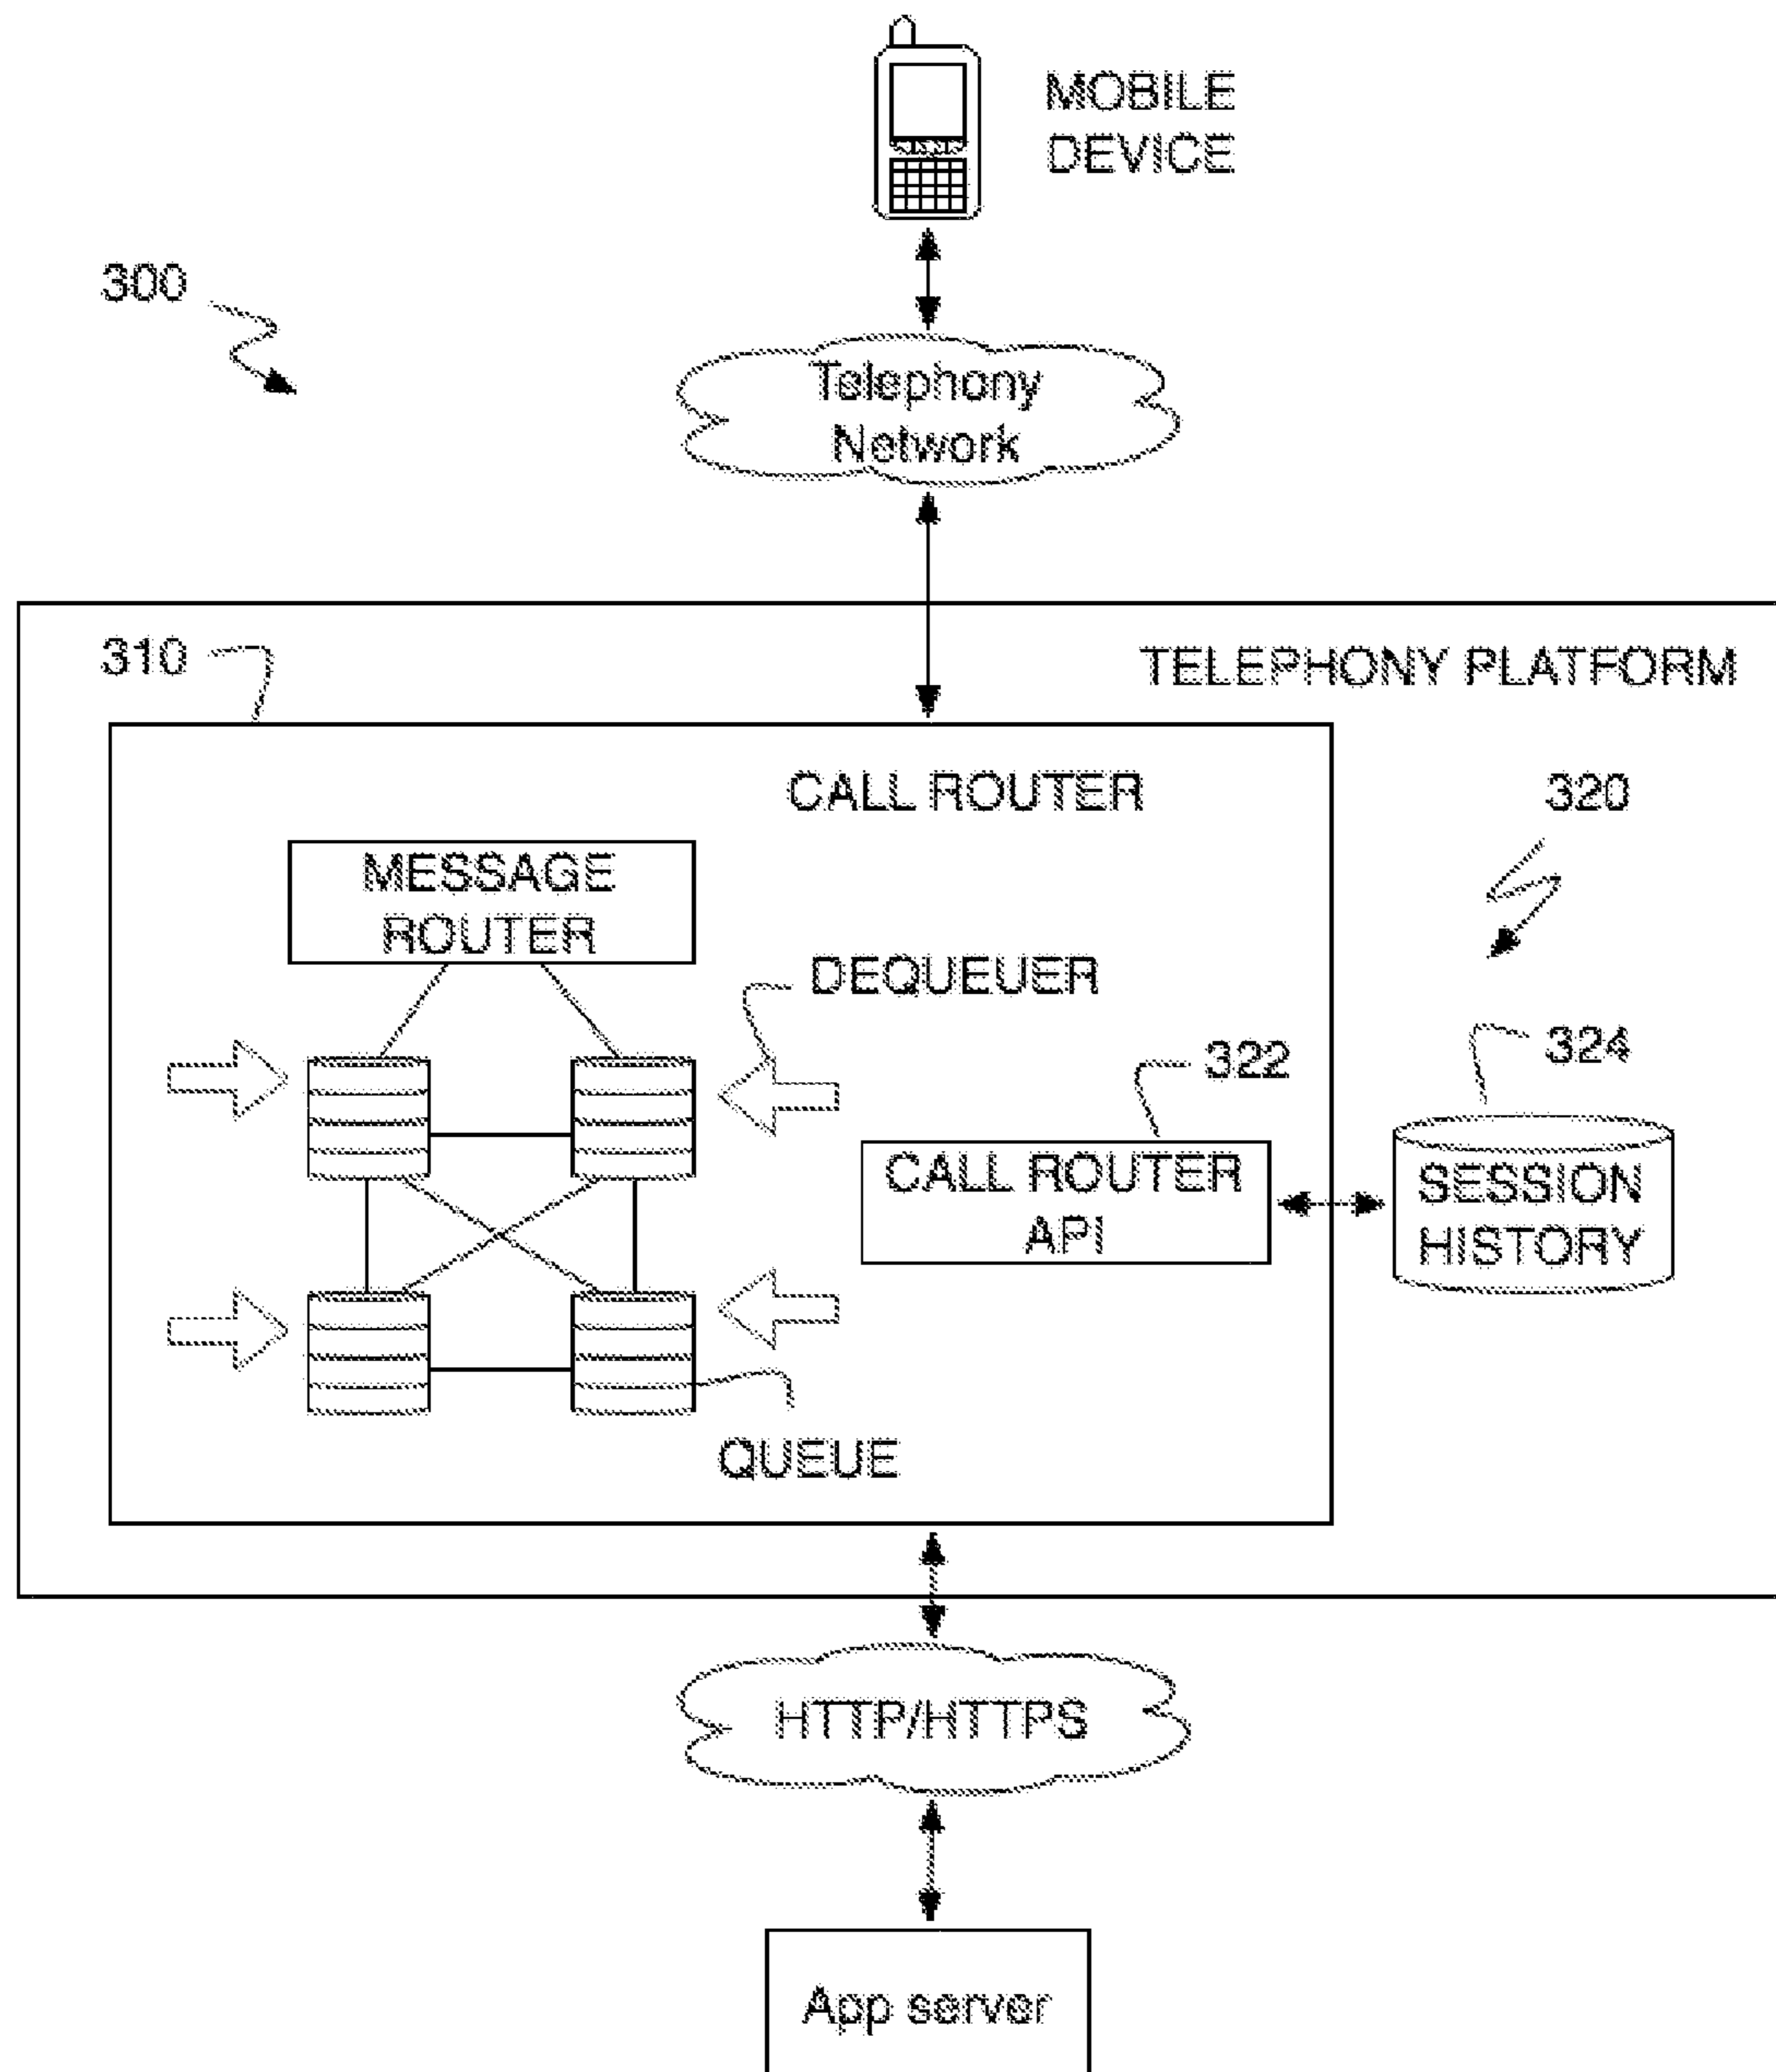 MOBILE
DEVICE
300
Telephony
Network
310
TELEPHONY PLATFORM
CALL ROUTER
320
MESSAGE
ROUTER
DEQUEUER
322
324
CALL ROUTER
API
SESSION
HISTORY
QUEUE
HTTP/HTTPS
App server